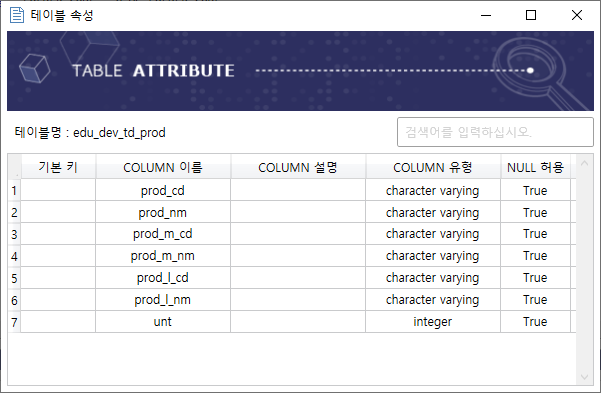 테이블 속성
TABLE ATTRIBUTE
테이블명 : edu_dev_td_prod
검색어를 입력하십시오.
기본 키 COLUMN 이름 COLUMN 설명 COLUMN 유형 NULL 허용
1 prod_cd character varying True
2 prod_nm character varying True
3 prod_m_cd character varying True
4 prod_m_nm character varying True
5 prod_l_cd character varying True
6 prod_l_nm character varying True
7 unt integer True